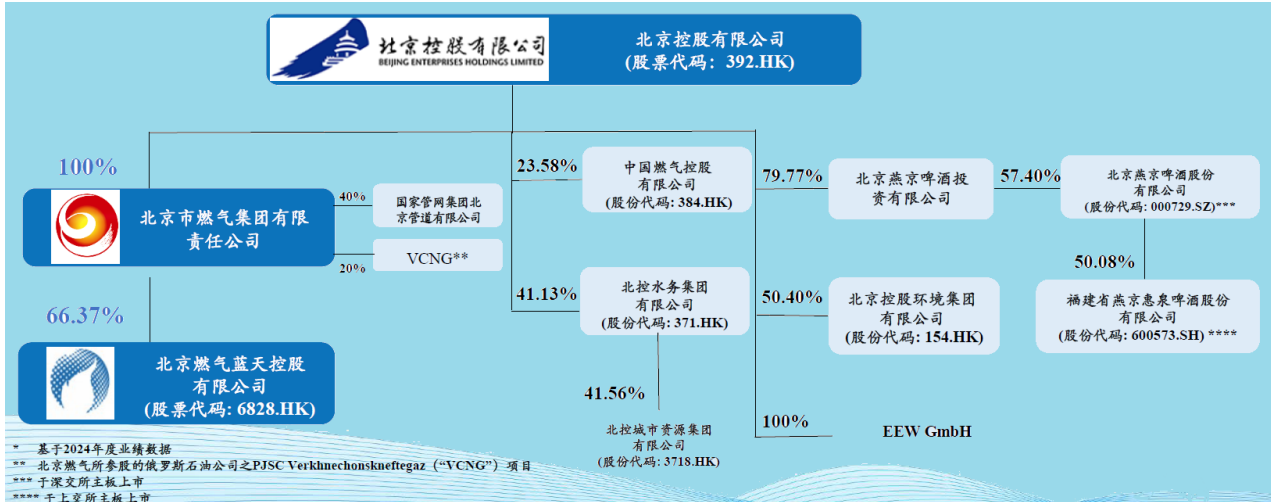 北京控股有限公司
BEIJING ENTERPRISES HOLDINGS LIMITED
北京控股有限公司
(股票代码：392.HK)
100%
北京市燃气集团有限
责任公司
40%
国家管网集团北
京管道有限公司
VCNG**
20%
66.37%
北京燃气蓝天控股
有限公司
(股票代码: 6828.HK)
23.58%
中国燃气控股
有限公司
(股份代码: 384.HK)
41.13%
北控水务集团
有限公司
(股份代码: 371.HK)
41.56%
北控城市资源集团
有限公司
(股份代码: 3718.HK)
79.77%
北京燕京啤酒投
资有限公司
57.40%
北京燕京啤酒股份
有限公司
(股份代码: 000729.SZ)***
50.08%
福建省燕京惠泉啤酒股份
有限公司
(股份代码: 600573.SH) ****
50.40%
北京控股环境集团
有限公司
(股份代码: 154.HK)
100%
EEW GmbH
* 基于2024年度业绩数据
** 北京燃气所参股的俄罗斯石油公司之PJSC Verkhnechonskneftegaz（“VCNG”）项目
*** 于深交所主板上市
**** 于上交所主板上市